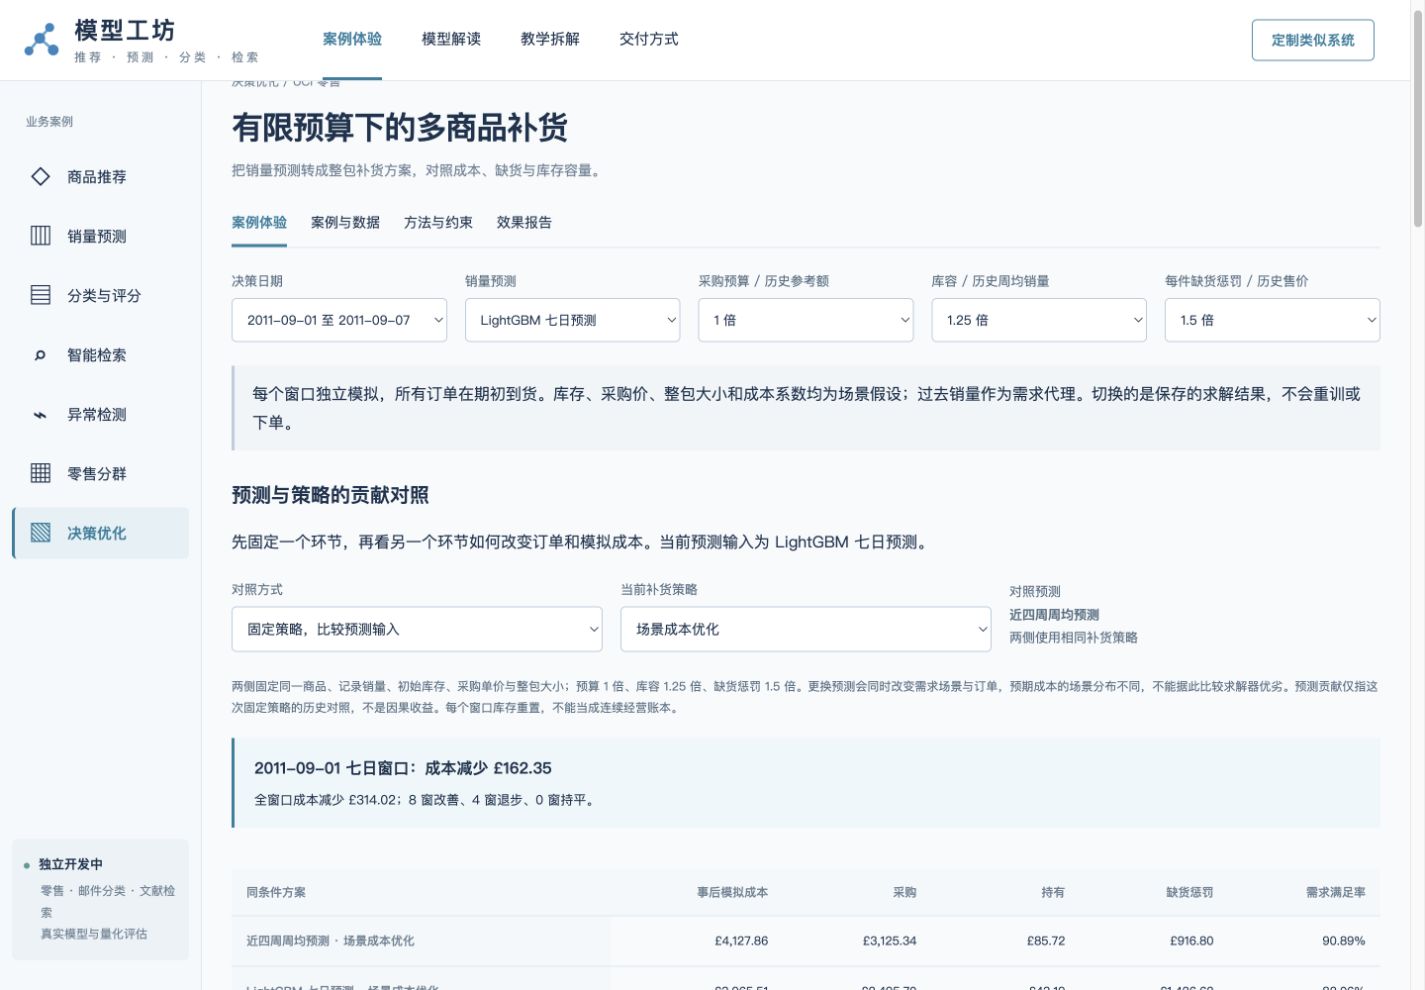 模型工坊
推荐 · 预测 · 分类 · 检索
案例体验
模型解读
教学拆解
交付方式
定制类似系统
业务案例
商品推荐
销量预测
分类与评分
智能检索
异常检测
零售分群
决策优化
独立开发中
零售 · 邮件分类 · 文献检
索
真实模型与量化评估
决策优化 / UCI 零售
有限预算下的多商品补货
把销量预测转成整包补货方案，对照成本、缺货与库存容量。
案例体验
案例与数据
方法与约束
效果报告
决策日期
销量预测
采购预算 / 历史参考额
库容 / 历史周均销量
每件缺货惩罚 / 历史售价
2011-09-01 至 2011-09-07
LightGBM 七日预测
1 倍
1.25 倍
1.5 倍
每个窗口独立模拟，所有订单在期初到货。库存、采购价、整包大小和成本系数均为场景假设；过去销量作为需求代理。切换的是保存的求解结果，不会重训或
下单。
预测与策略的贡献对照
先固定一个环节，再看另一个环节如何改变订单和模拟成本。当前预测输入为 LightGBM 七日预测。
对照方式
当前补货策略
对照预测
固定策略，比较预测输入
场景成本优化
近四周周均预测
两侧使用相同补货策略
两侧固定同一商品、记录销量、初始库存、采购单价与整包大小；预算 1 倍、库容 1.25 倍、缺货惩罚 1.5 倍。更换预测会同时改变需求场景与订单，预期成本的场景分布不同，不能据此比较求解器优劣。预测贡献仅指这
次固定策略的历史对照，不是因果收益。每个窗口库存重置，不能当成连续经营账本。
2011-09-01 七日窗口：成本减少 £162.35
全窗口成本减少 £314.02；8 窗改善、4 窗退步、0 窗持平。
同条件方案
事后模拟成本
采购
持有
缺货惩罚
需求满足率
近四周周均预测 · 场景成本优化
£4,127.86
£3,125.34
£85.72
£916.80
90.89%
LightGBM 七日预测 · 场景成本优化